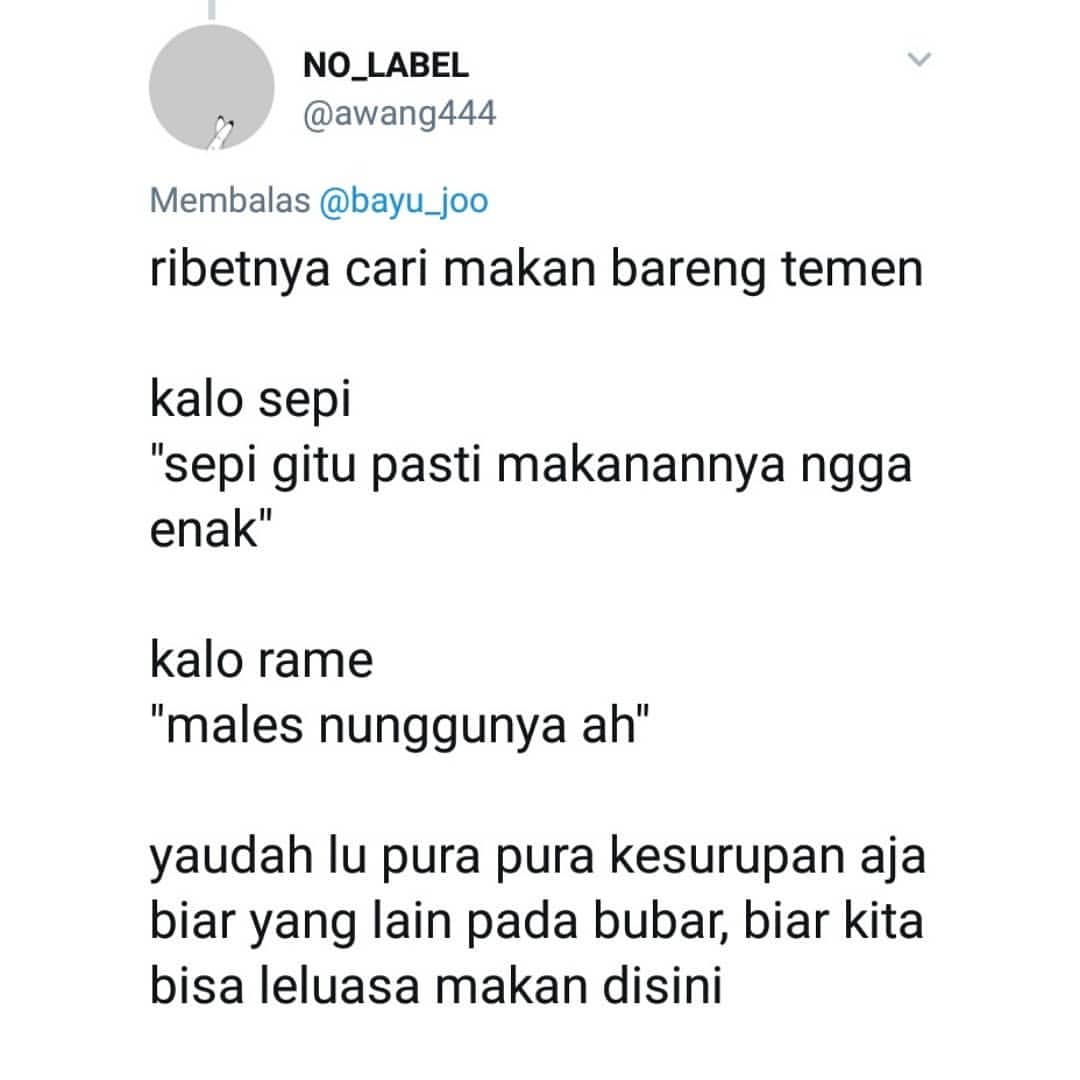 NO_LABEL
@awang444
Membalas @bayu_joo
ribetnya cari makan bareng temen
kalo sepi
"sepi gitu pasti makanannya ngga
enak"
kalo rame
"males nunggunya ah"
yaudah lu pura pura kesurupan aja
biar yang lain pada bubar, biar kita
bisa leluasa makan disini